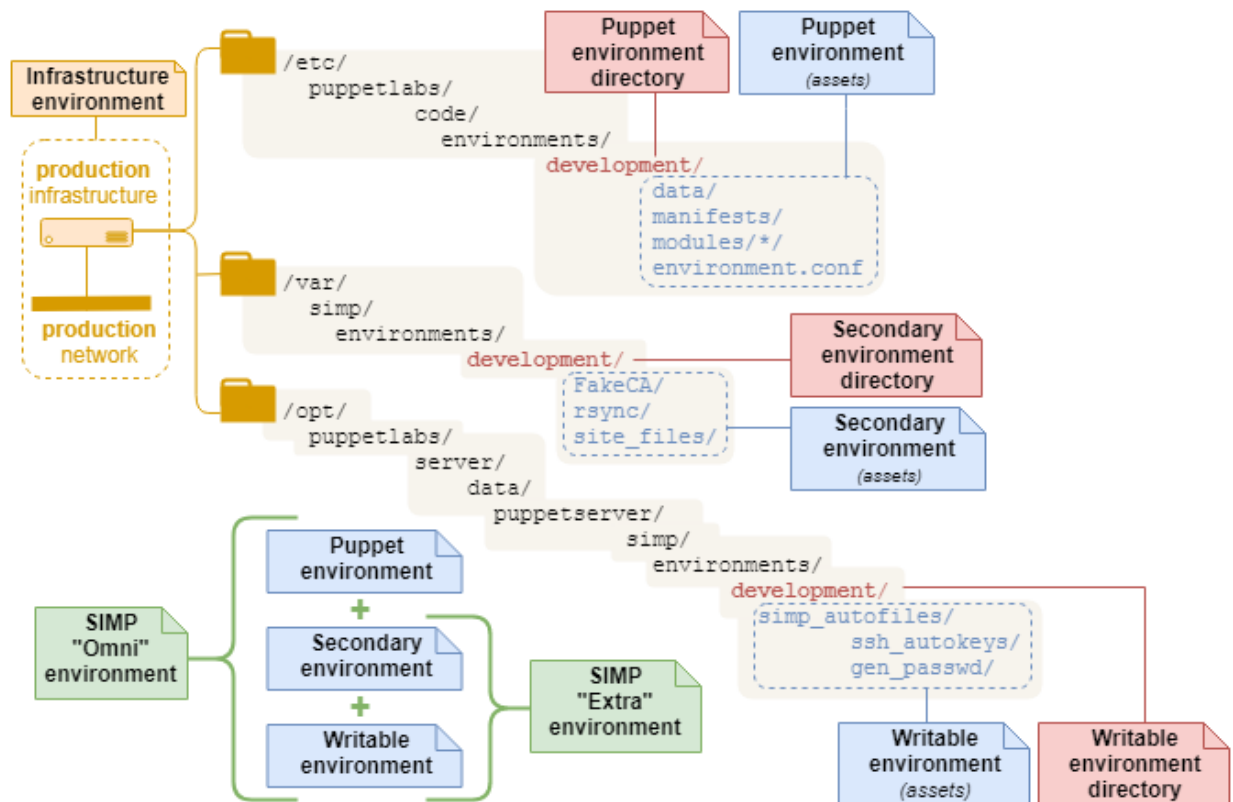 Infrastructure
environment
production
infrastructure
production
network
/etc/
puppetlabs/
code/
environments/
development/
data/
manifests/
modules/*/
environment.conf
Puppet
environment
directory
Puppet
environment
(assets)
/var/
simp/
environments/
development/
FakeCA/
rsync/
site_files/
Secondary
environment
directory
Secondary
environment
(assets)
/opt/
puppetlabs/
server/
data/
puppetserver/
simp/
environments/
development/
simp_autofiles/
ssh_autokeys/
gen_passwd/
Writable
environment
(assets)
Writable
environment
directory
SIMP
"Omni"
environment
Puppet
environment
+
Secondary
environment
+
Writable
environment
SIMP
"Extra"
environment